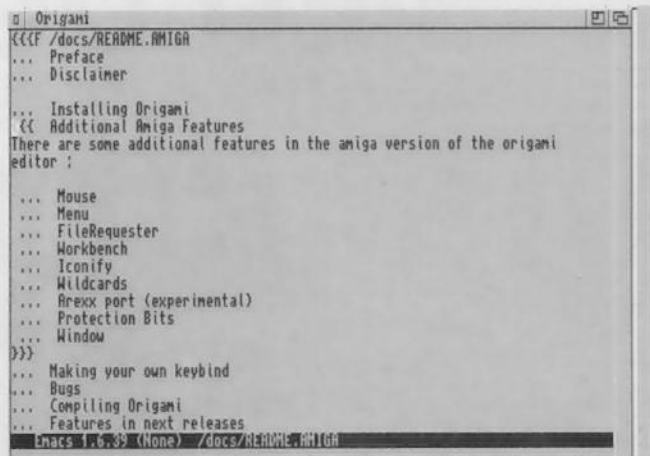 Origami
{{{F /docs/README.AMIGA
... Preface
... Disclaimer
... Installing Origami
{{{ Additional Amiga Features
There are some additional features in the amiga version of the origami
editor :
... Mouse
... Menu
... FileRequester
... Workbench
... Iconify
... Wildcards
... Arexx port (experimental)
... Protection Bits
... Window
}}}
... Making your own keybind
... Bugs
... Compiling Origami
... Features in next releases
Emacs 1.6.39 (None) /docs/README.AMIGA